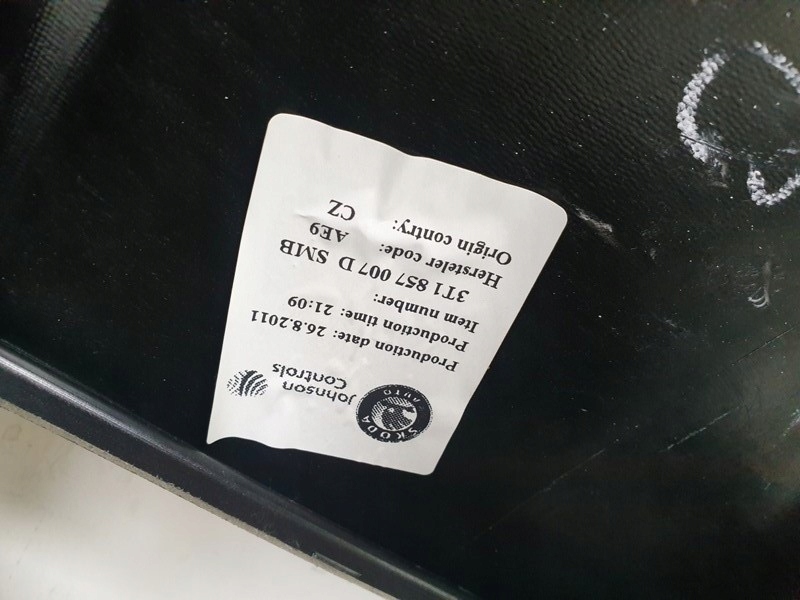 SKODA
AUTO
Johnson
Controls
Production date: 26.8.2011
Production time: 21:09
Item number:
3T1 857 007 D SMB
Hersteler code: AE9
Origin contry: CZ